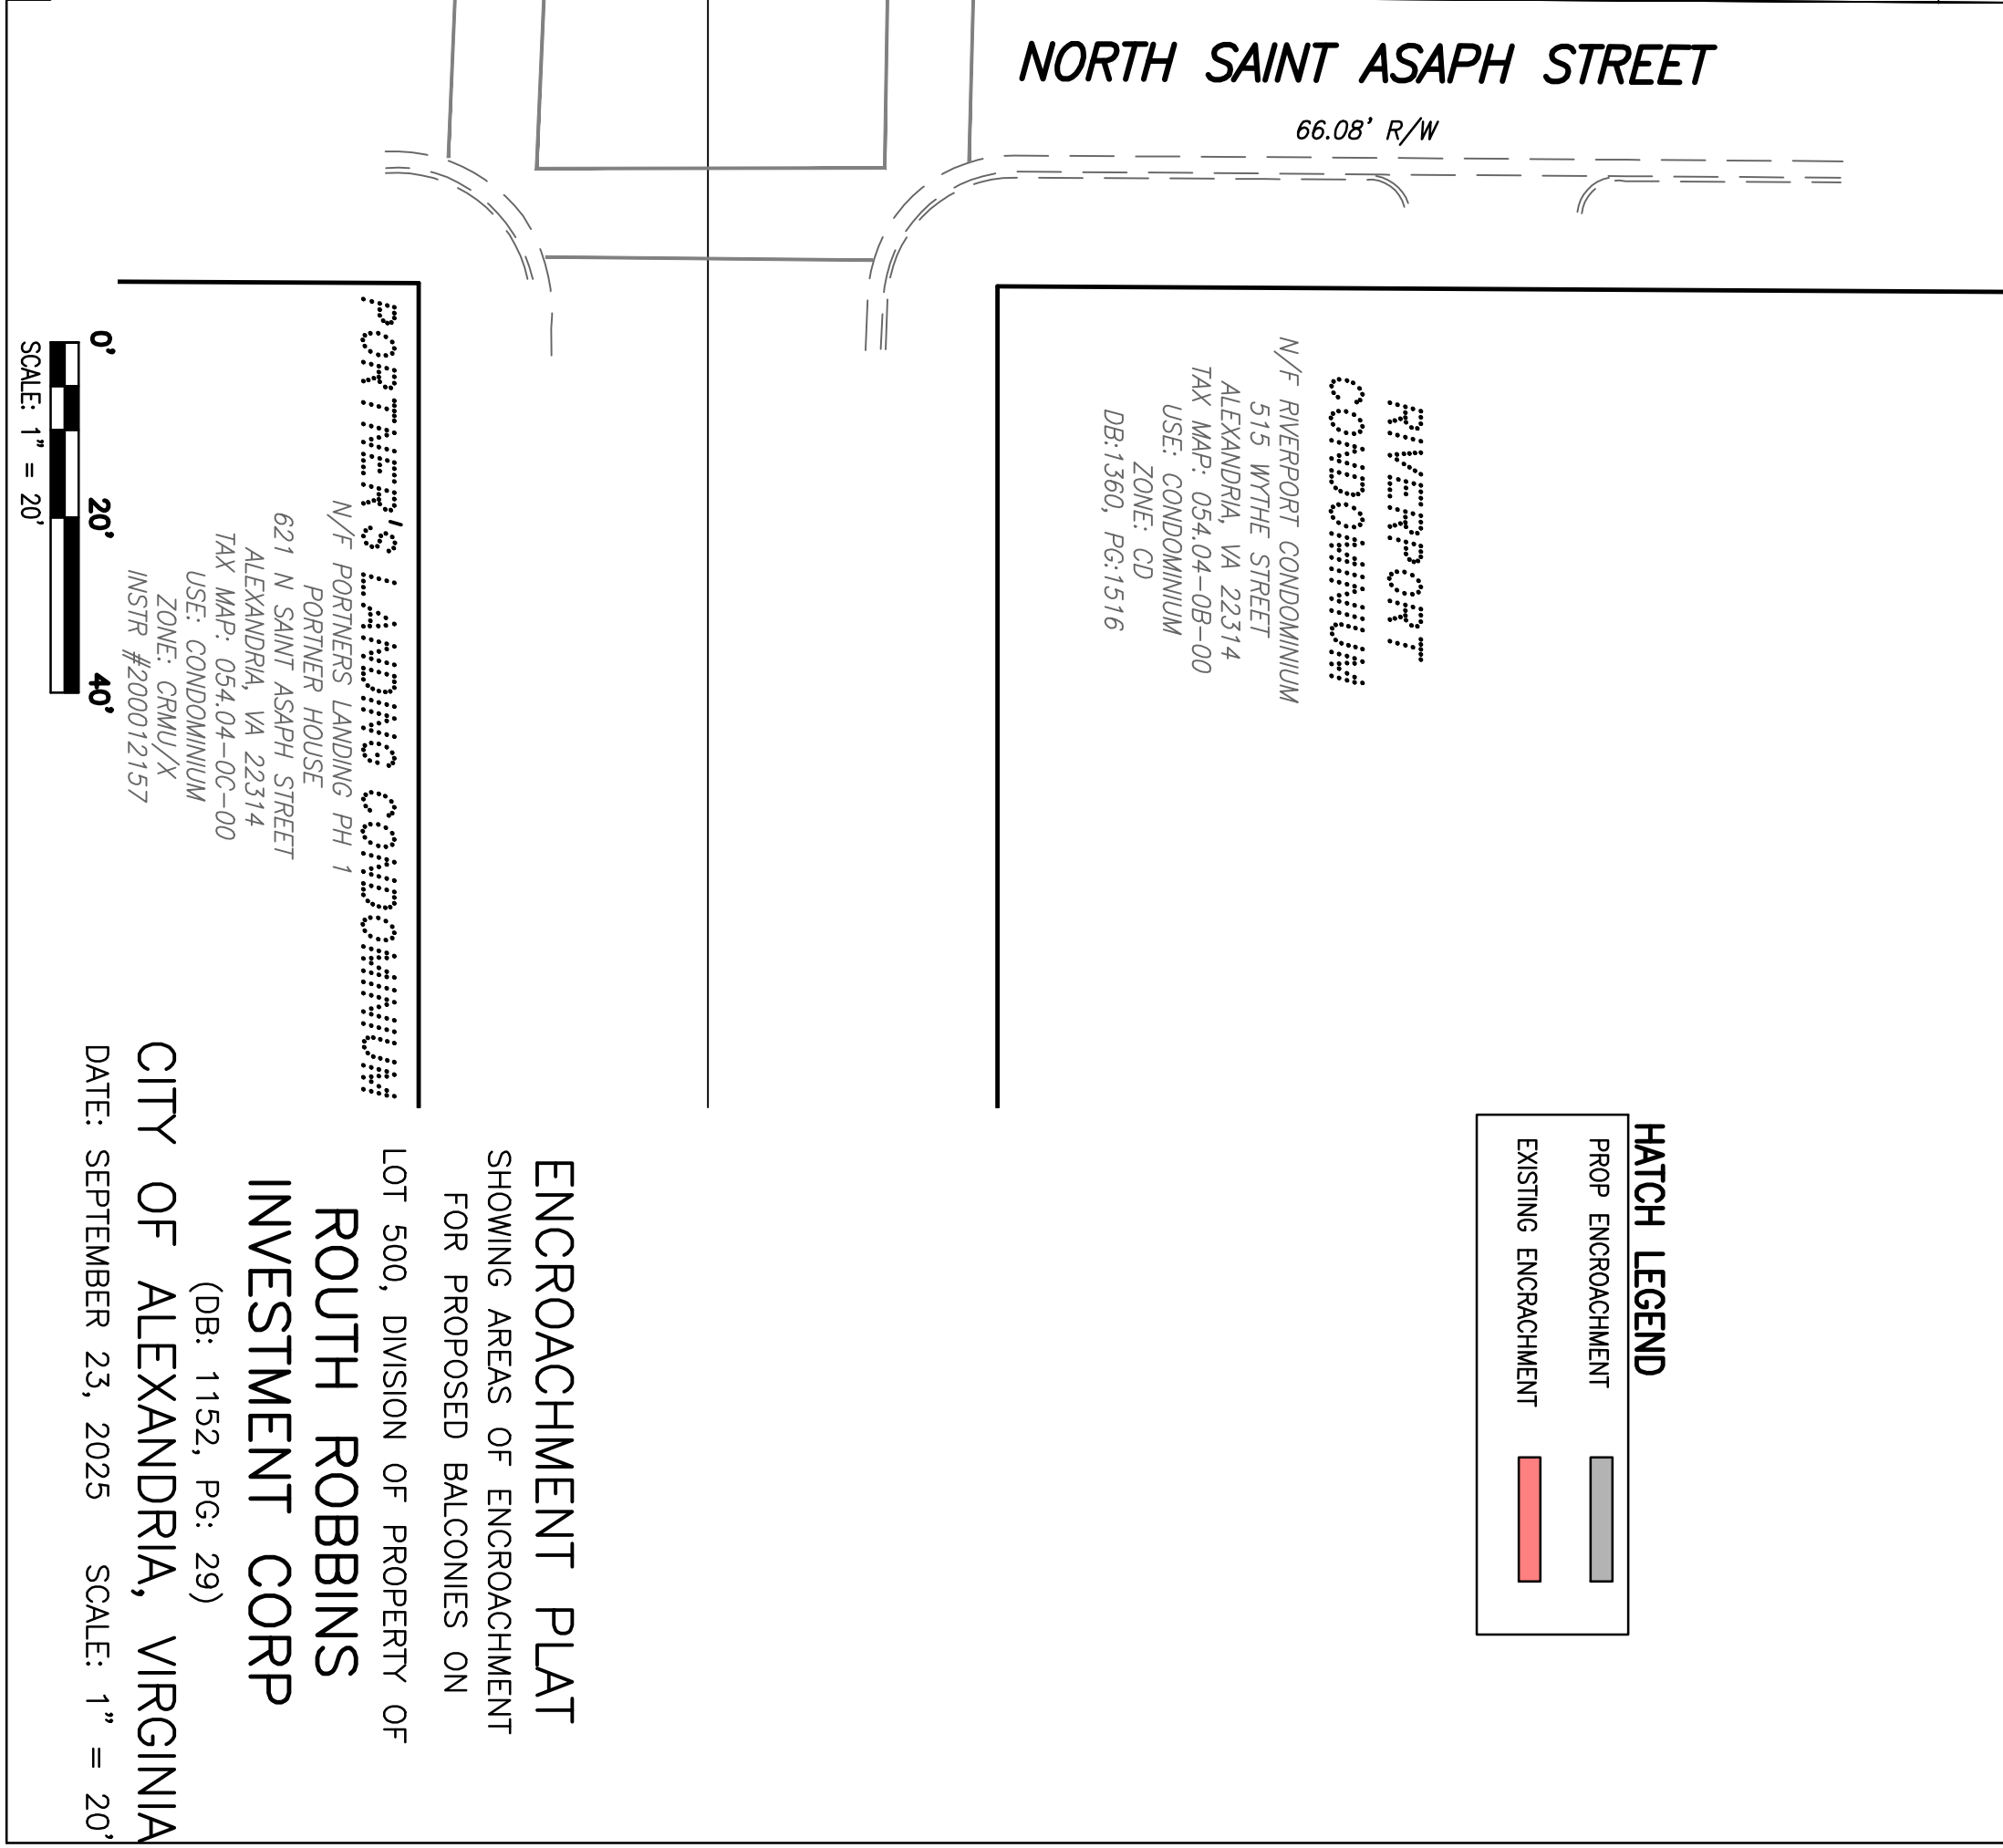 NORTH SAINT ASAPH STREET
66.08' R/W
RIVERPORT
CONDOMINIUM
N/F RIVERPORT CONDOMINIUM
515 WYTHE STREET
ALEXANDRIA, VA 22314
TAX MAP: 054.04-0B-00
USE: CONDOMINIUM
ZONE: CD
DB:1360, PG:1516
PORTNER'S LANDING CONDOMINIUM
N/F PORTNERS LANDING PH 1
PORTNER HOUSE
621 N SAINT ASAPH STREET
ALEXANDRIA, VA 22314
TAX MAP: 054.04-0C-00
USE: CONDOMINIUM
ZONE: CRMU/X
INSTR #200012157
0' 20' 40'
SCALE: 1" = 20'
HATCH LEGEND
PROP ENCROACHMENT
EXISTING ENCRACHMENT
ENCROACHMENT PLAT
SHOWING AREAS OF ENCROACHMENT
FOR PROPOSED BALCONIES ON
LOT 500, DIVISION OF PROPERTY OF
ROUTH ROBBINS
INVESTMENT CORP
(DB: 1152, PG: 29)
CITY OF ALEXANDRIA, VIRGINIA
DATE: SEPTEMBER 23, 2025 SCALE: 1" = 20'